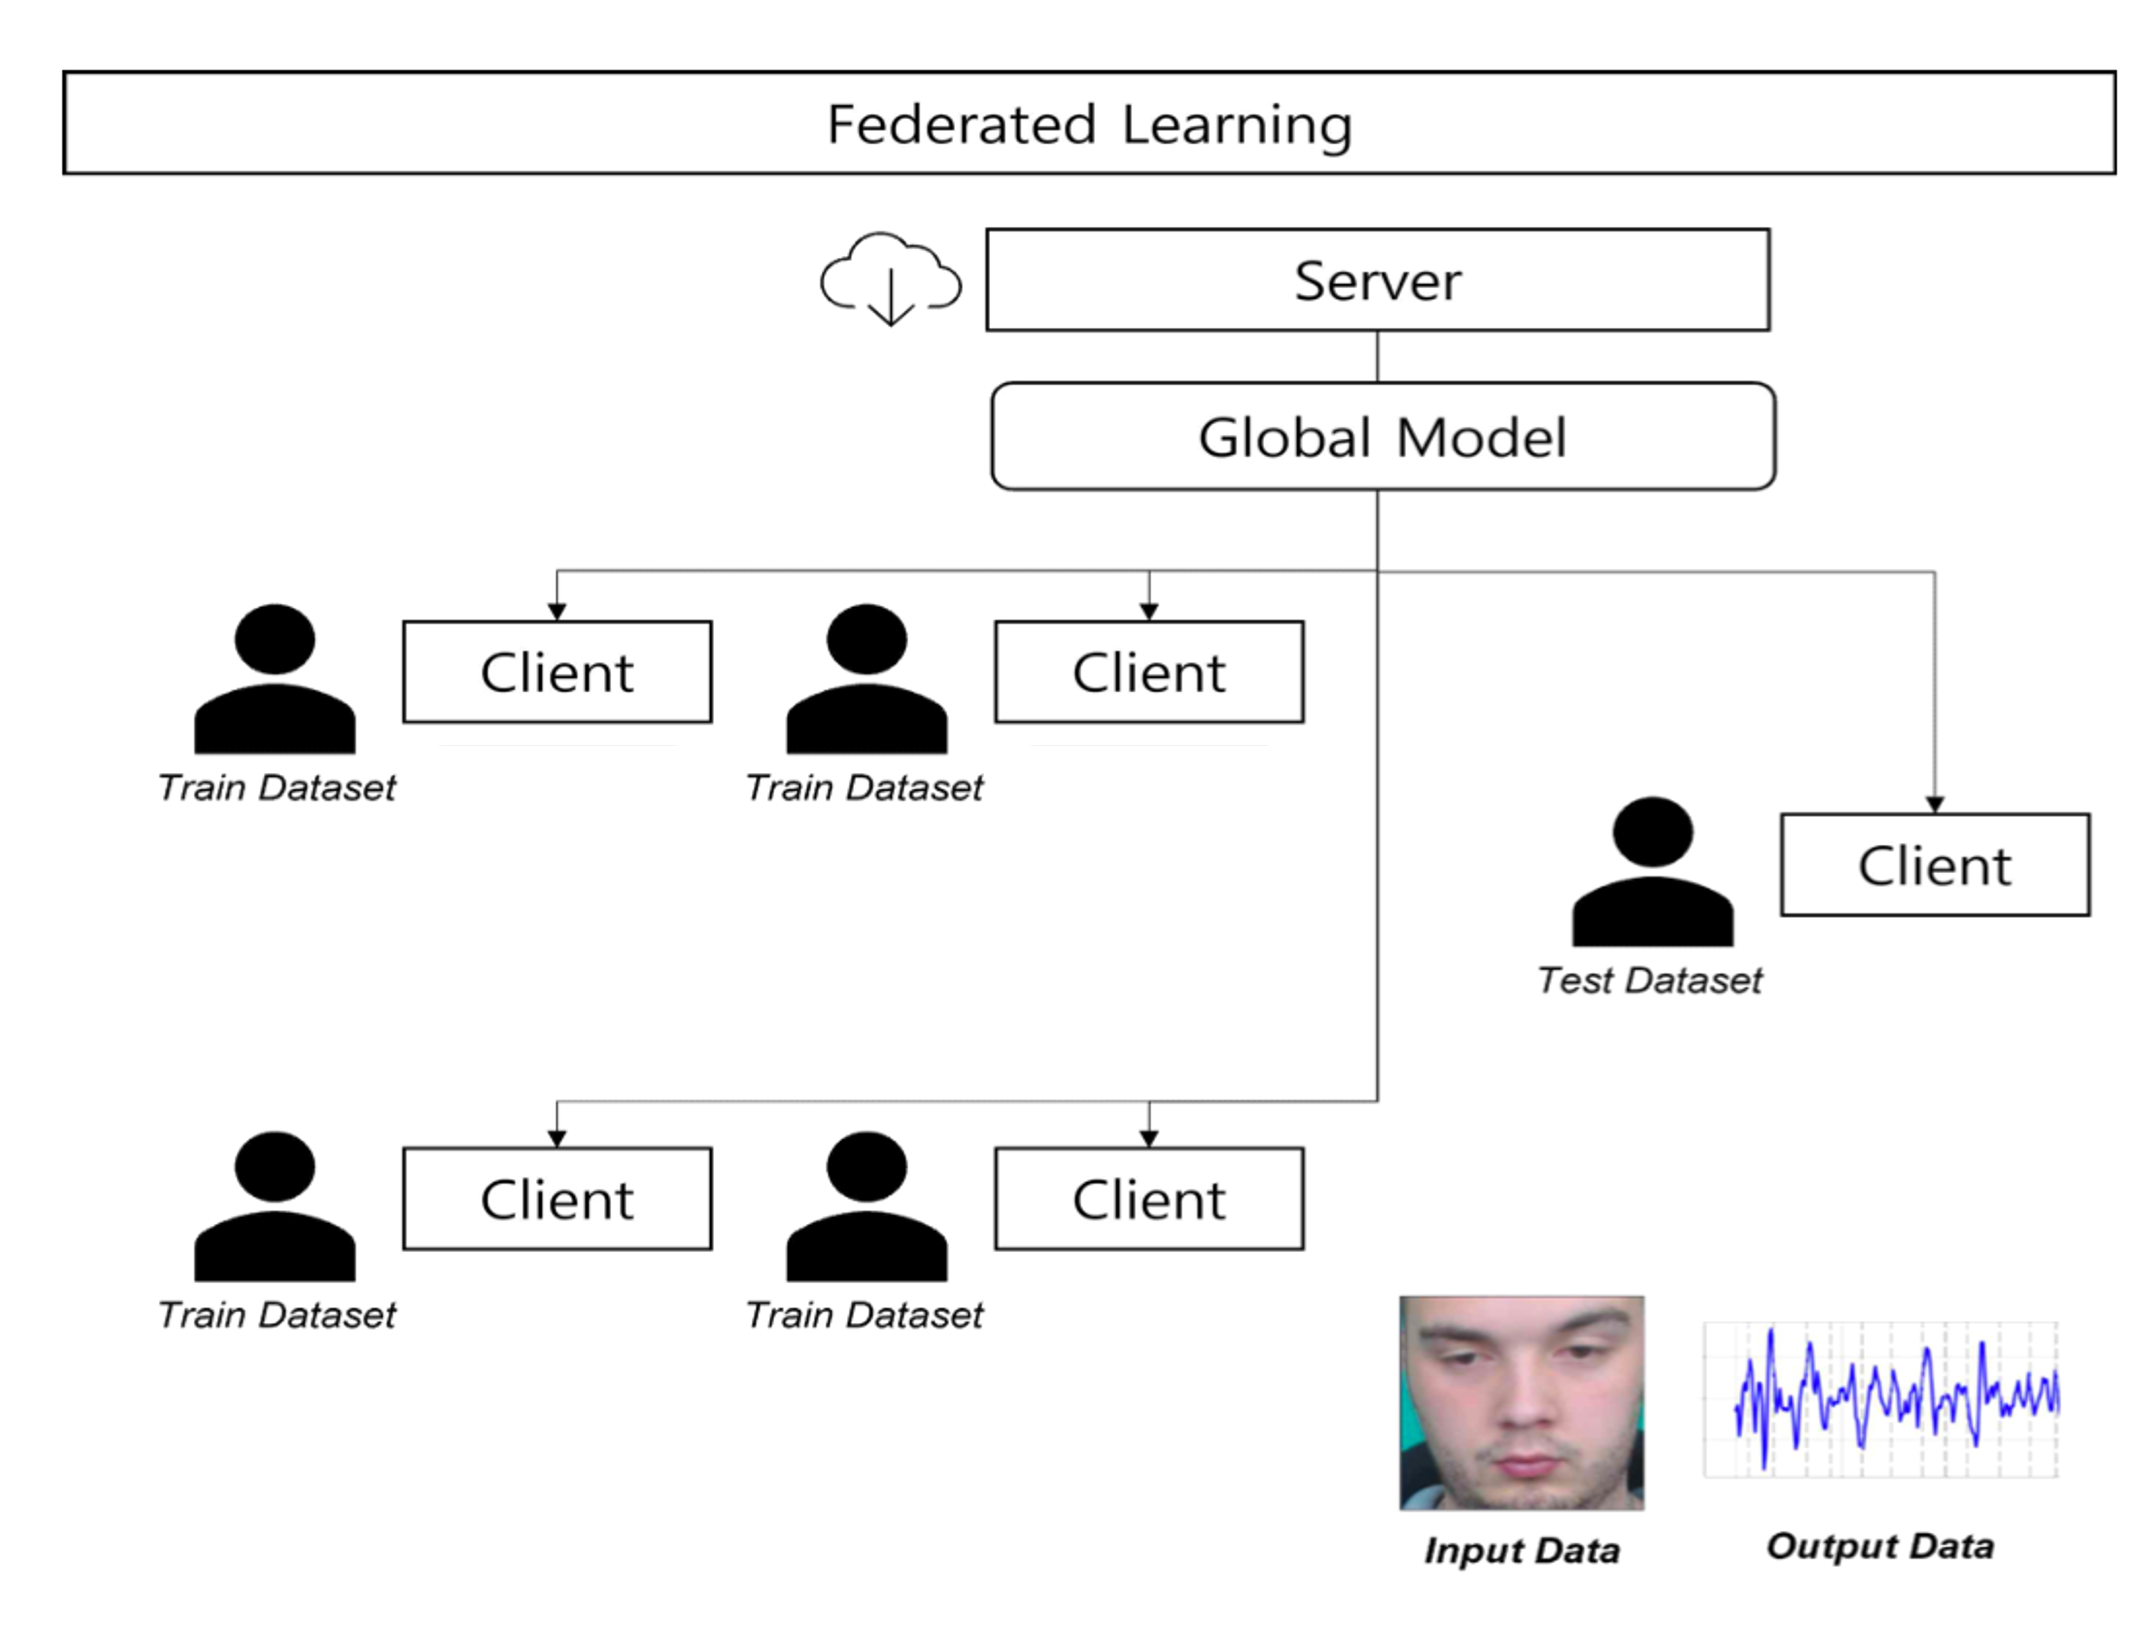 Federated Learning
Server
Global Model
Client
Client
Train Dataset
Train Dataset
Client
Test Dataset
Client
Client
Train Dataset
Train Dataset
Input Data
Output Data